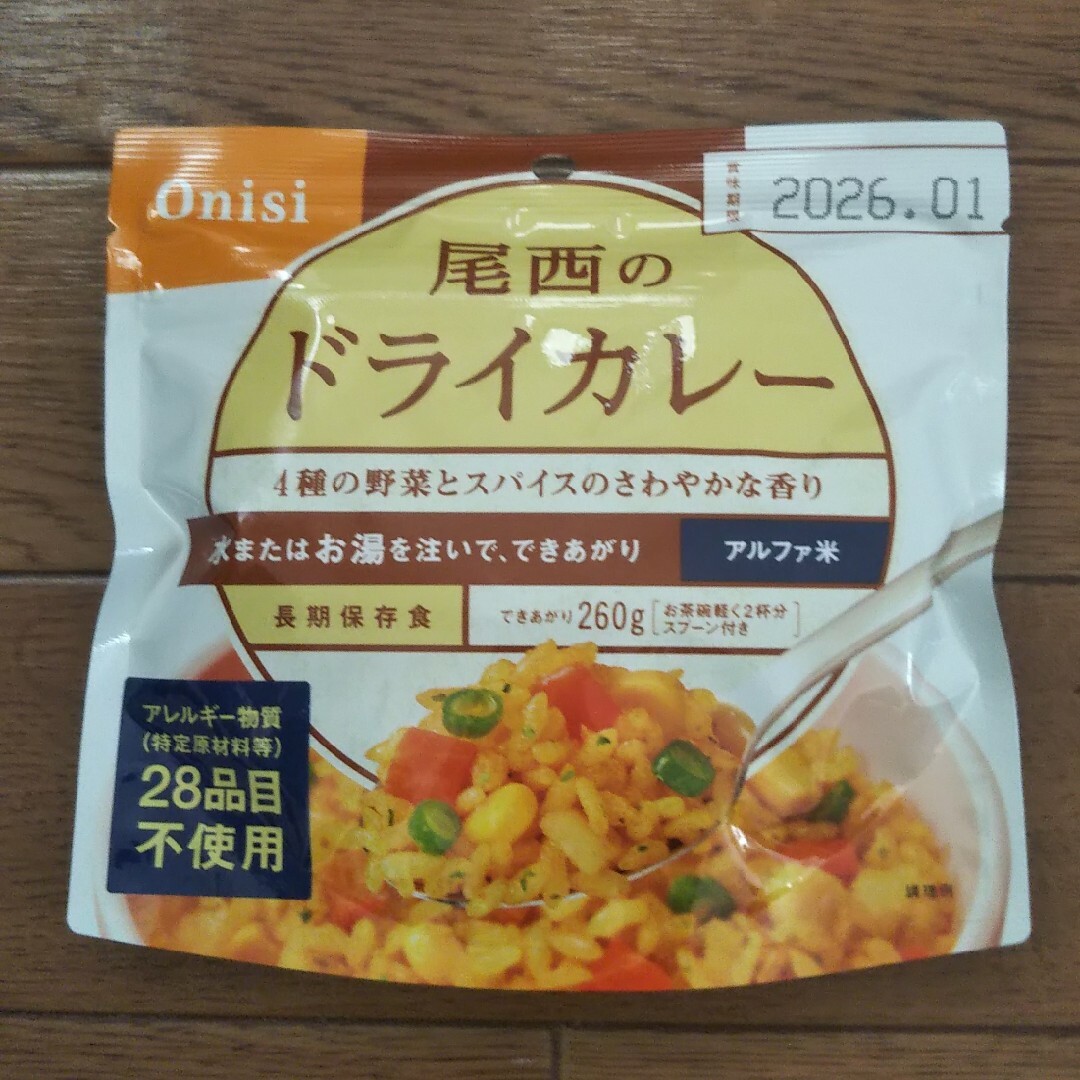 Onisi
賞味期限
2026.01
尾西の
ドライカレー
4種の野菜とスパイスのさわやかな香り
水またはお湯を注いで、できあがり
アルファ米
長期保存食
できあがり260g[お茶碗軽く2杯分
スプーン付き]
アレルギー物質
(特定原材料等)
28品目
不使用
調理例